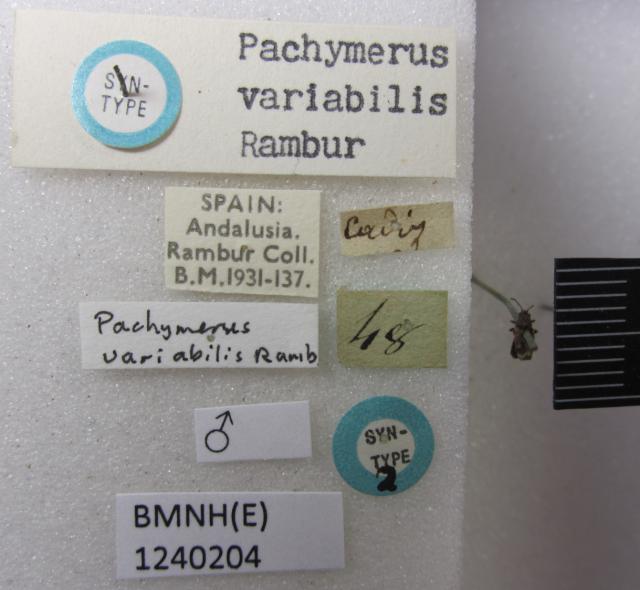 SYN-
TYPE
Pachymerus
variabilis
Rambur
SPAIN:
Andalusia.
Rambur Coll.
B.M.1931-137.
Cadiz
Pachymerus
variabilis Ramb
48
♂
SYN-
TYPE
2
BMNH(E)
1240204